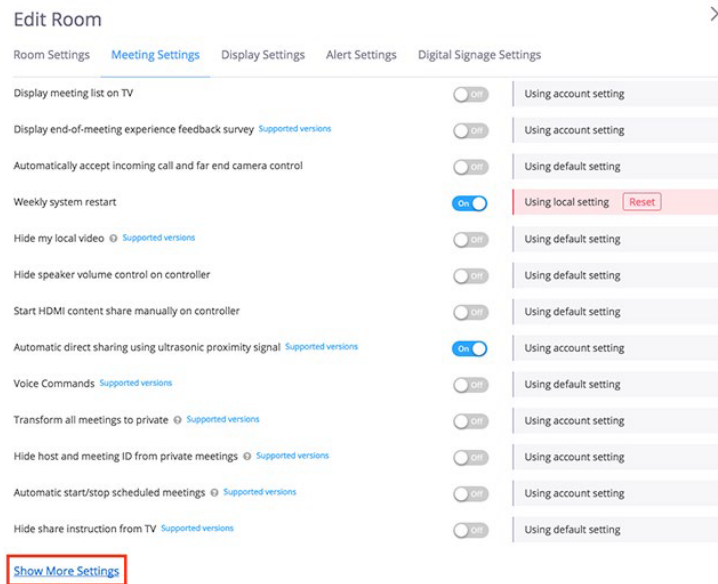 Edit Room
Room Settings Meeting Settings Display Settings Alert Settings Digital Signage Settings
Display meeting list on TV Off Using account setting
Display end-of-meeting experience feedback survey Supported versions Off Using account setting
Automatically accept incoming call and far end camera control Off Using default setting
Weekly system restart On Using local setting Reset
Hide my local video Supported versions Off Using default setting
Hide speaker volume control on controller Off Using default setting
Start HDMI content share manually on controller Off Using default setting
Automatic direct sharing using ultrasonic proximity signal Supported versions On Using account setting
Voice Commands Supported versions Off Using default setting
Transform all meetings to private Supported versions Off Using account setting
Hide host and meeting ID from private meetings Supported versions Off Using account setting
Automatic start/stop scheduled meetings Supported versions Off Using account setting
Hide share instruction from TV Supported versions Off Using default setting
Show More Settings